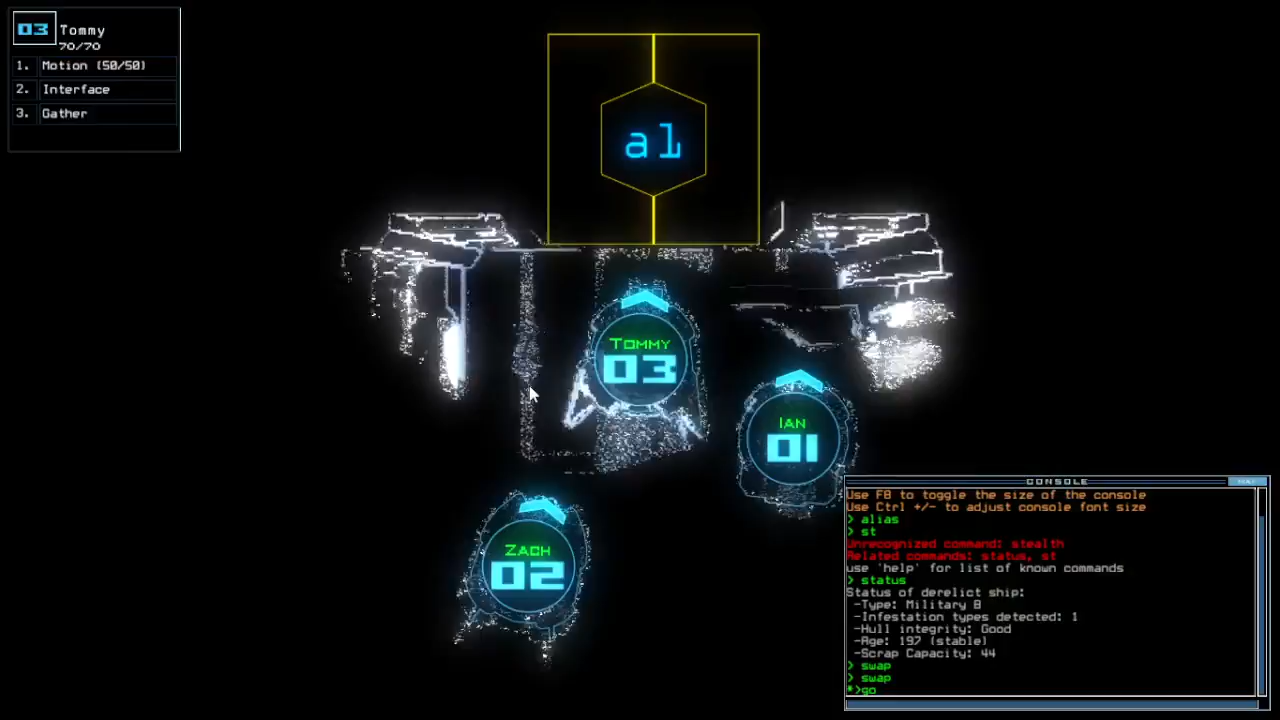 03 Tommy
70/70
1. Motion (50/50)
2. Interface
3. Gather
a1
TOMMY
03
IAN
01
ZACH
02
CONSOLE
Use F8 to toggle the size of the console
Use Ctrl +/- to adjust console font size
> alias
> st
Unrecognized command: stealth
Related commands: status, st
use 'help' for list of known commands
> status
Status of derelict ship:
-Type: Military B
-Infestation types detected: 1
-Hull integrity: Good
-Age: 197 (stable)
-Scrap Capacity: 44
> swap
> swap
*>go